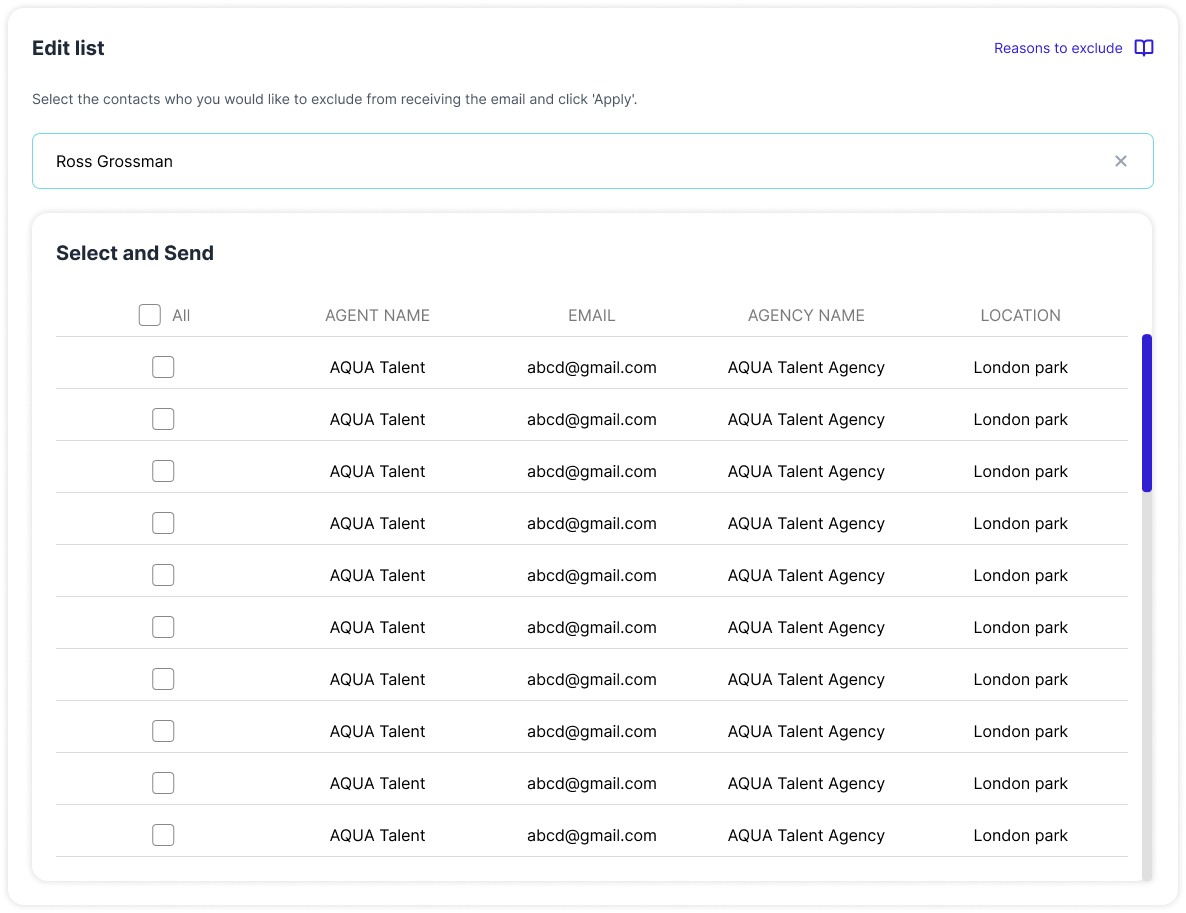 Edit list
Reasons to exclude
Select the contacts who you would like to exclude from receiving the email and click 'Apply'.
Ross Grossman
Select and Send
All AGENT NAME EMAIL AGENCY NAME LOCATION
AQUA Talent abcd@gmail.com AQUA Talent Agency London park
AQUA Talent abcd@gmail.com AQUA Talent Agency London park
AQUA Talent abcd@gmail.com AQUA Talent Agency London park
AQUA Talent abcd@gmail.com AQUA Talent Agency London park
AQUA Talent abcd@gmail.com AQUA Talent Agency London park
AQUA Talent abcd@gmail.com AQUA Talent Agency London park
AQUA Talent abcd@gmail.com AQUA Talent Agency London park
AQUA Talent abcd@gmail.com AQUA Talent Agency London park
AQUA Talent abcd@gmail.com AQUA Talent Agency London park
AQUA Talent abcd@gmail.com AQUA Talent Agency London park